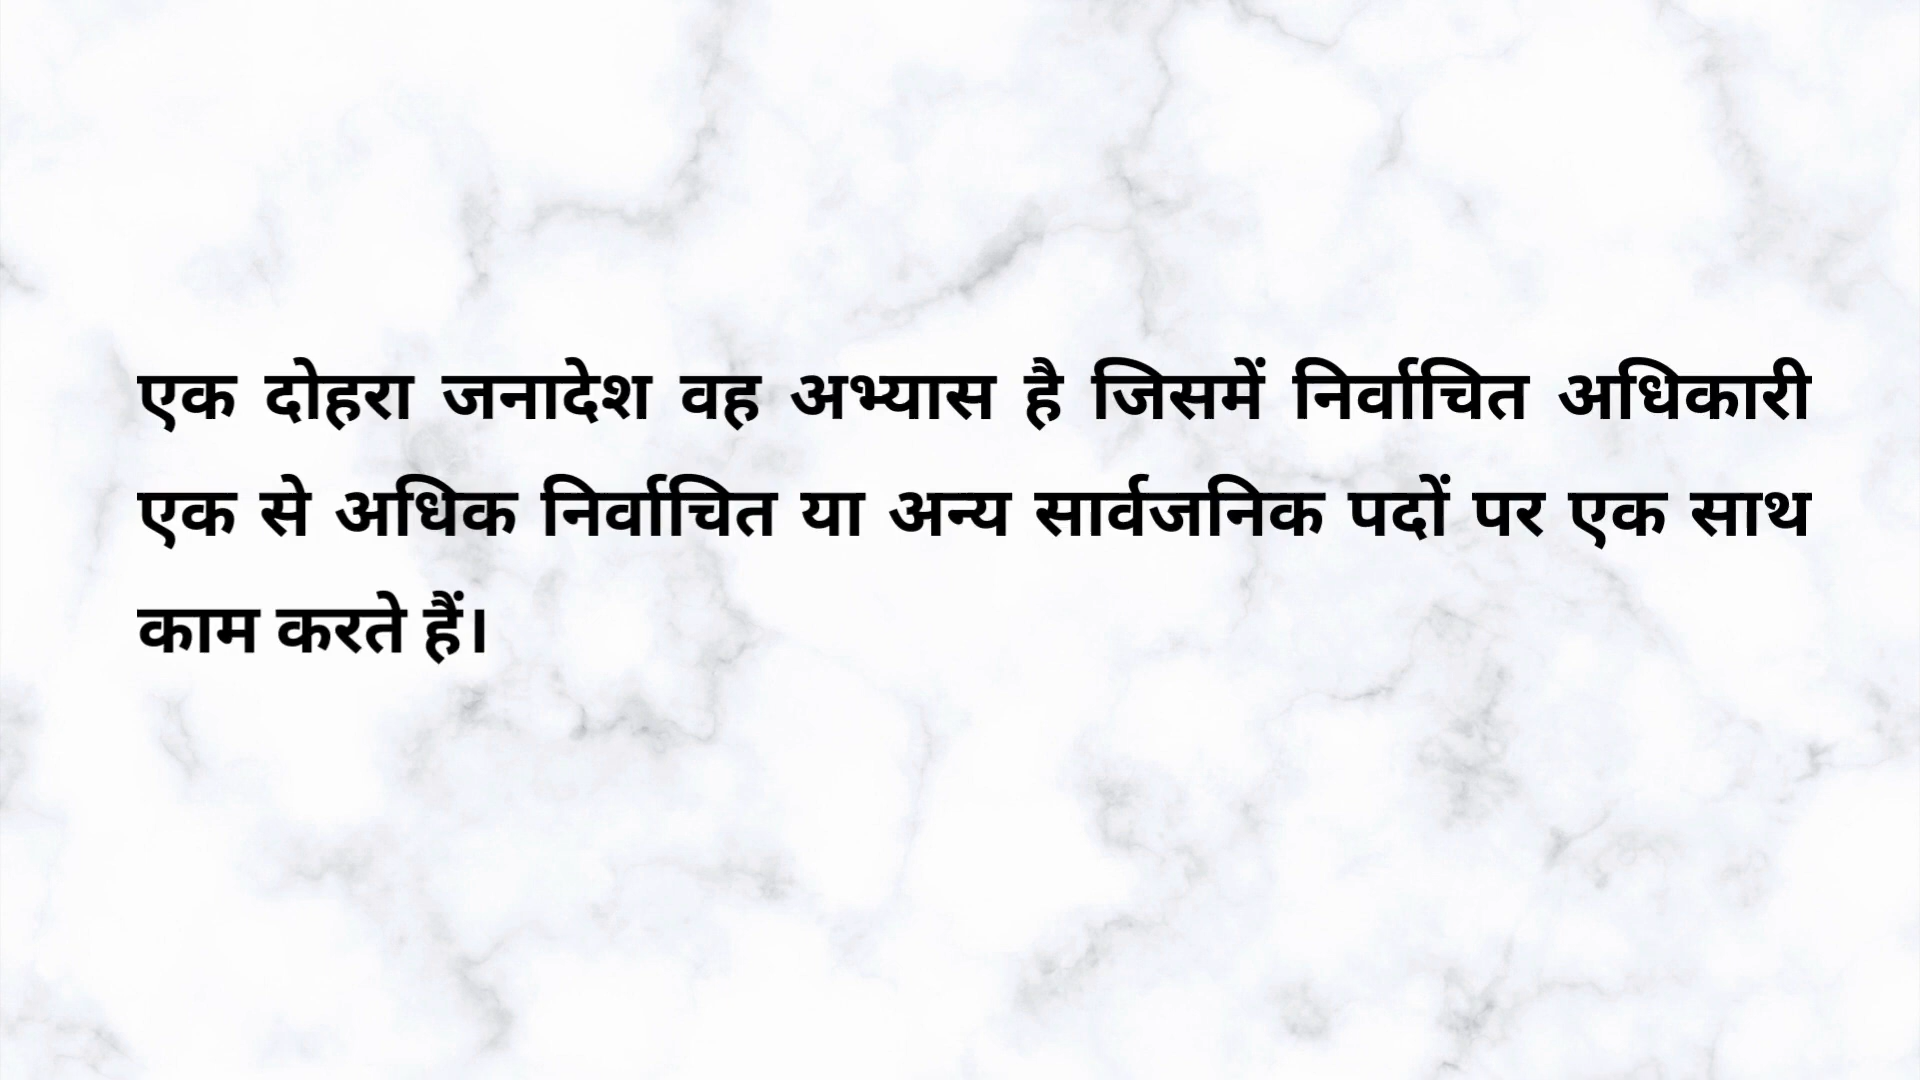 एक दोहरा जनादेश वह अभ्यास है जिसमें निर्वाचित अधिकारी
एक से अधिक निर्वाचित या अन्य सार्वजनिक पदों पर एक साथ
काम करते हैं।